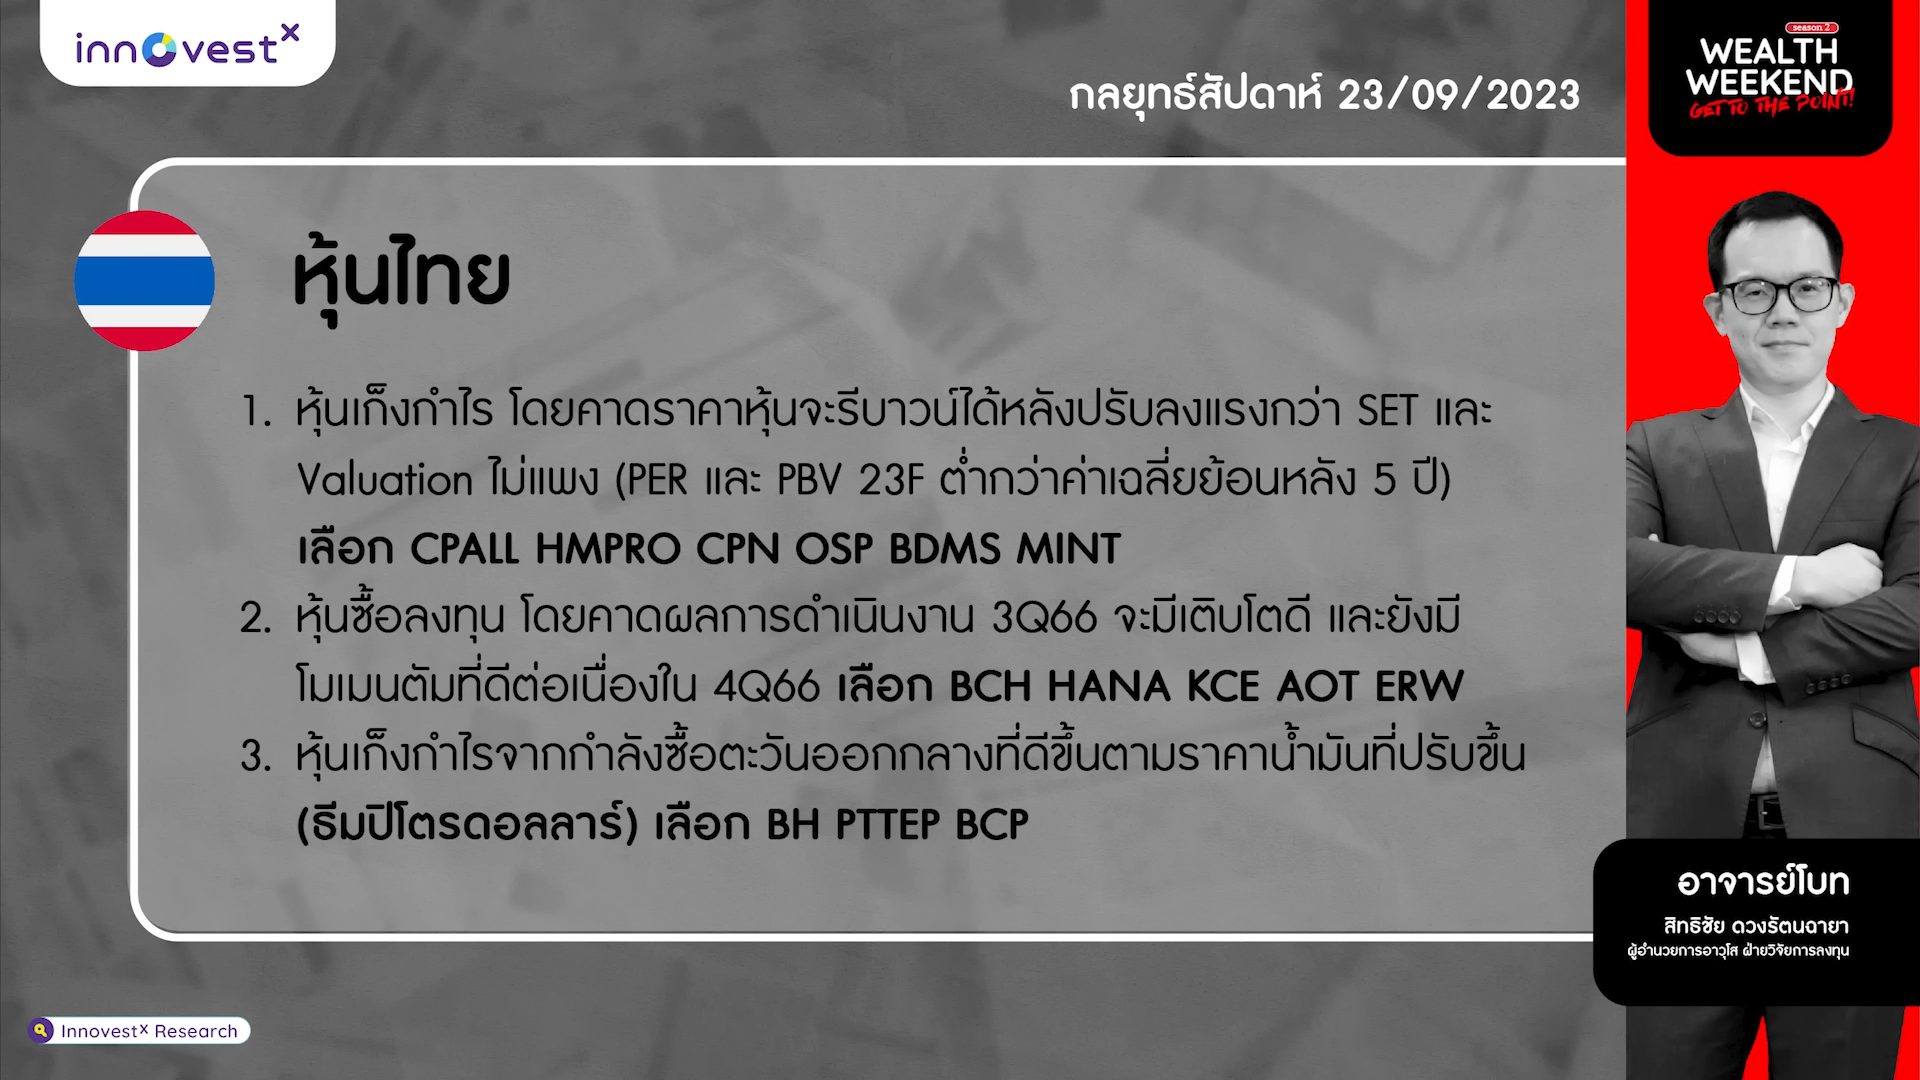 innovestx
กลยุทธ์สัปดาห์ 23/09/2023
season 2
WEALTH
WEEKEND
GET TO THE POINT!
หุ้นไทย
1. หุ้นเก็งกำไร โดยคาดราคาหุ้นจะรีบาวน์ได้หลังปรับลงแรงกว่า SET และ
Valuation ไม่แพง (PER และ PBV 23F ต่ำกว่าค่าเฉลี่ยย้อนหลัง 5 ปี)
เลือก CPALL HMPRO CPN OSP BDMS MINT
2. หุ้นซื้อลงทุน โดยคาดผลการดำเนินงาน 3Q66 จะมีเติบโตดี และยังมี
โมเมนตัมที่ดีต่อเนื่องใน 4Q66 เลือก BCH HANA KCE AOT ERW
3. หุ้นเก็งกำไรจากกำลังซื้อตะวันออกกลางที่ดีขึ้นตามราคาน้ำมันที่ปรับขึ้น
(ธีมปิโตรดอลลาร์) เลือก BH PTTEP BCP
อาจารย์โบท
สิทธิชัย ดวงรัตนฉายา
ผู้อำนวยการอาวุโส ฝ่ายวิจัยการลงทุน
Innovestx Research